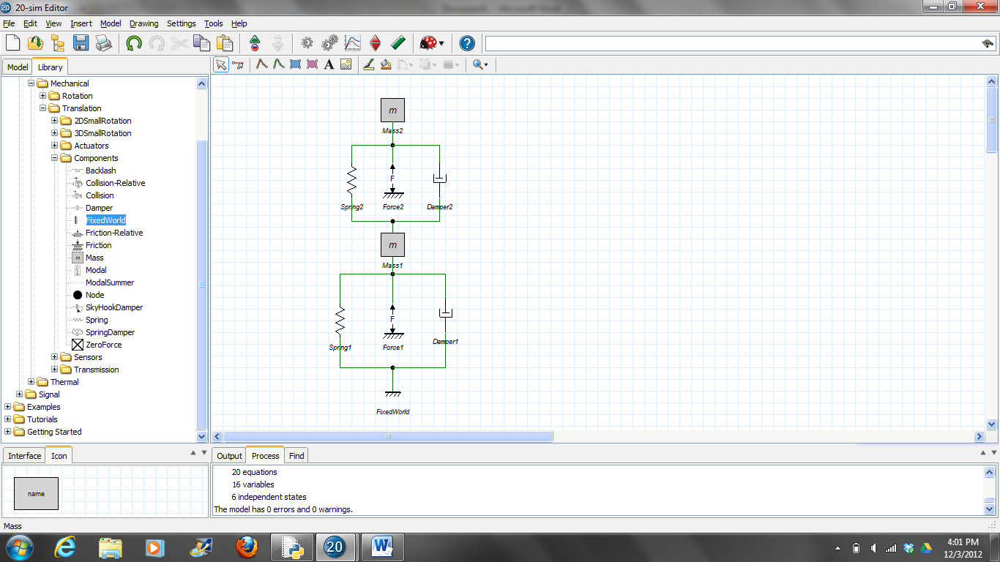 20-sim Editor
File Edit View Insert Model Drawing Settings Tools Help
Model Library
Mechanical
Rotation
Translation
2DSmallRotation
3DSmallRotation
Actuators
Components
Backlash
Collision-Relative
Collision
Damper
FixedWorld
Friction-Relative
Friction
Mass
Modal
ModalSummer
Node
SkyHookDamper
Spring
SpringDamper
ZeroForce
Sensors
Transmission
Thermal
Signal
Examples
Tutorials
Getting Started
m
Mass2
F
Spring2 Force2 Damper2
m
Mass1
F
Damper1
Spring1 Force1
FixedWorld
Interface Icon
name
Output Process Find
20 equations
16 variables
6 independent states
The model has 0 errors and 0 warnings.
Mass
20
4:01 PM
12/3/2012